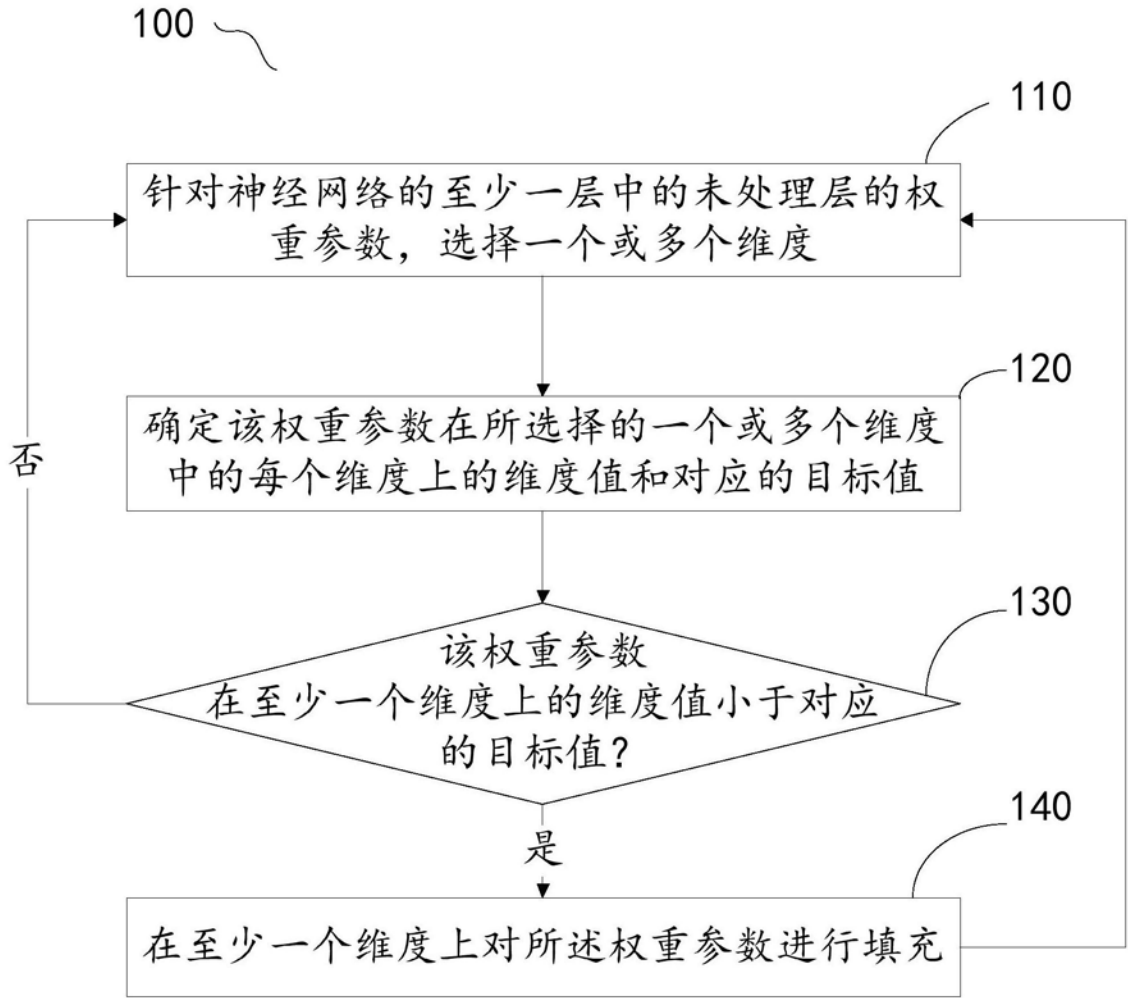 100
110
针对神经网络的至少一层中的未处理层的权
重参数，选择一个或多个维度
120
确定该权重参数在所选择的一个或多个维度
中的每个维度上的维度值和对应的目标值
否
130
该权重参数
在至少一个维度上的维度值小于对应
的目标值？
是
140
在至少一个维度上对所述权重参数进行填充